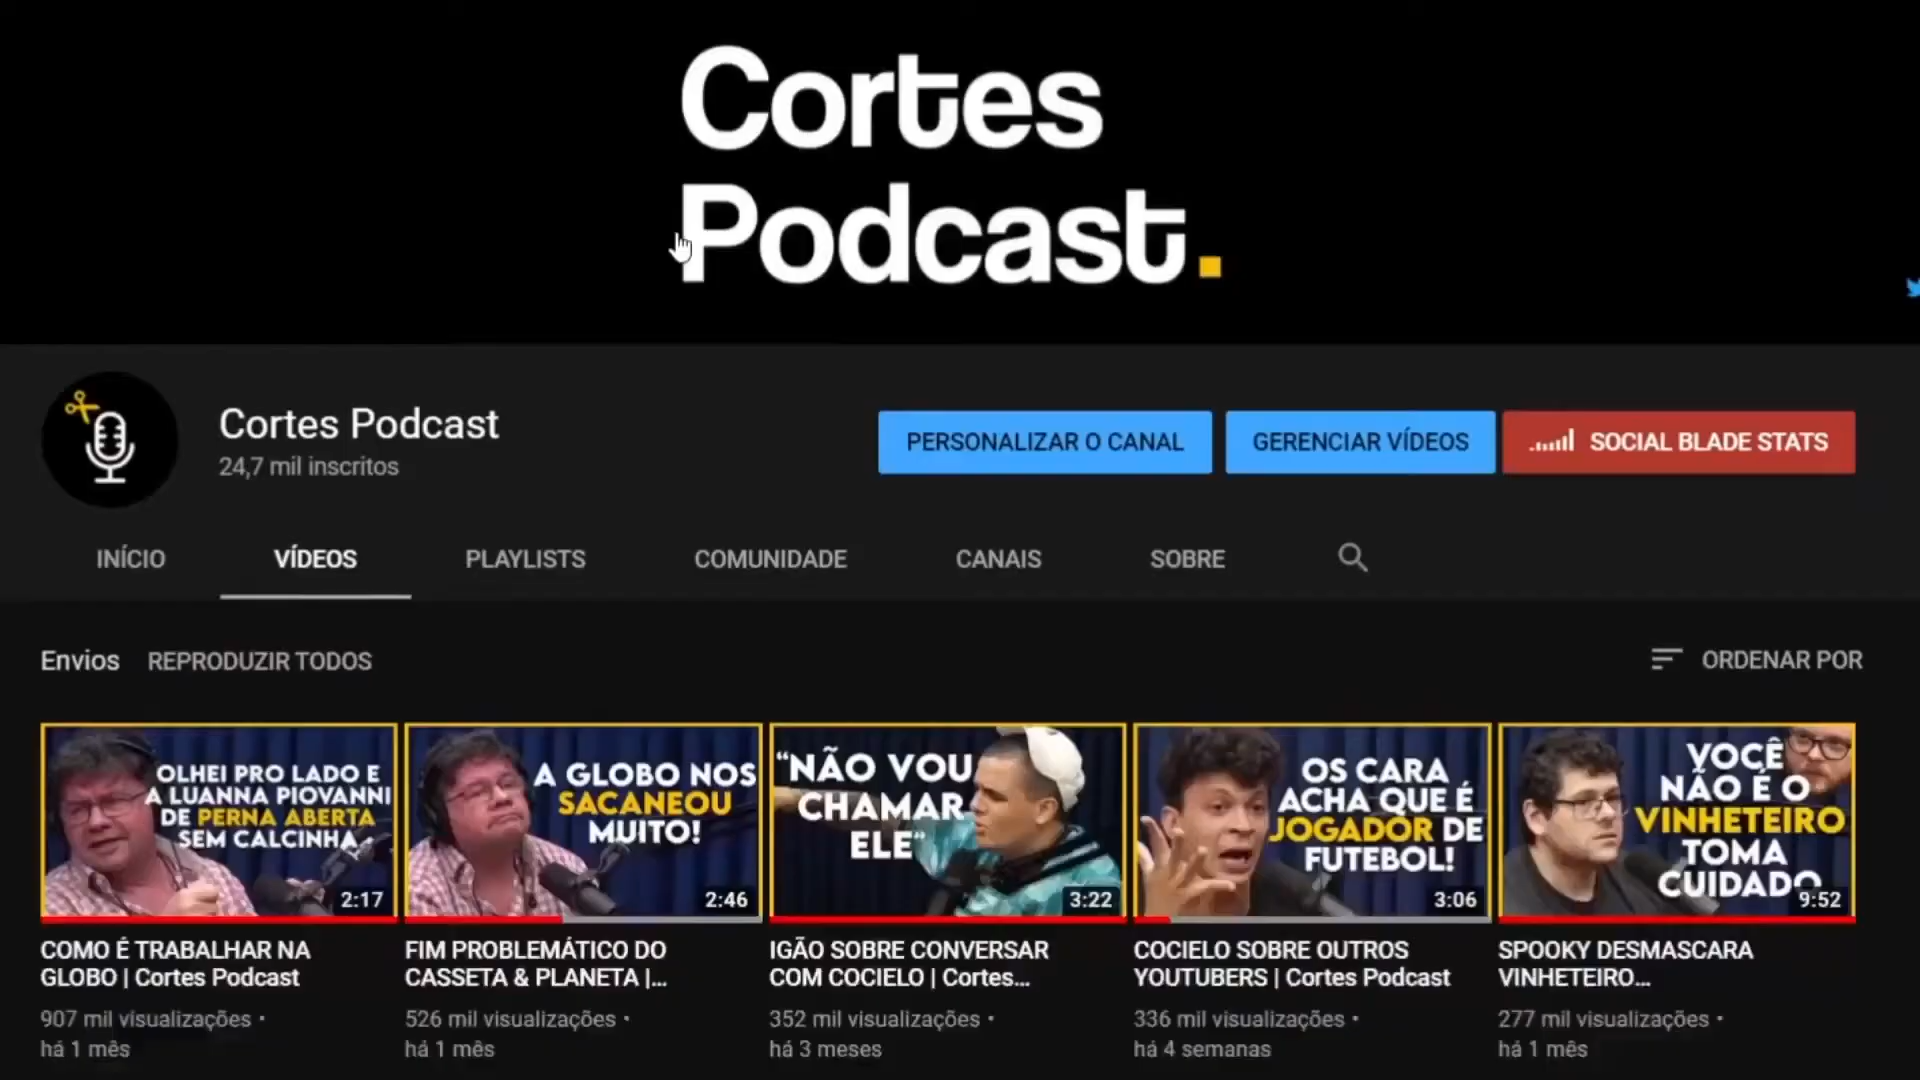 Cortes
Podcast.
Cortes Podcast
24,7 mil inscritos
PERSONALIZAR O CANAL
GERENCIAR VÍDEOS
SOCIAL BLADE STATS
INÍCIO
VÍDEOS
PLAYLISTS
COMUNIDADE
CANAIS
SOBRE
Envios
REPRODUZIR TODOS
ORDENAR POR
OLHEI PRO LADO E
A LUANNA PIOVANNI
DE PERNA ABERTA
SEM CALCINHA
2:17
A GLOBO NOS
SACANEOU
MUITO!
2:46
“NÃO VOU
CHAMAR
ELE“
3:22
OS CARA
ACHA QUE É
JOGADOR DE
FUTEBOL!
3:06
VOCÊ
NÃO É O
VINHETEIRO
TOMA
CUIDADO
9:52
COMO É TRABALHAR NA
GLOBO | Cortes Podcast
907 mil visualizações •
há 1 mês
FIM PROBLEMÁTICO DO
CASSETA & PLANETA |...
526 mil visualizações •
há 1 mês
IGÃO SOBRE CONVERSAR
COM COCIELO | Cortes...
352 mil visualizações •
há 3 meses
COCIELO SOBRE OUTROS
YOUTUBERS | Cortes Podcast
336 mil visualizações •
há 4 semanas
SPOOKY DESMASCARA
VINHETEIRO...
277 mil visualizações •
há 1 mês